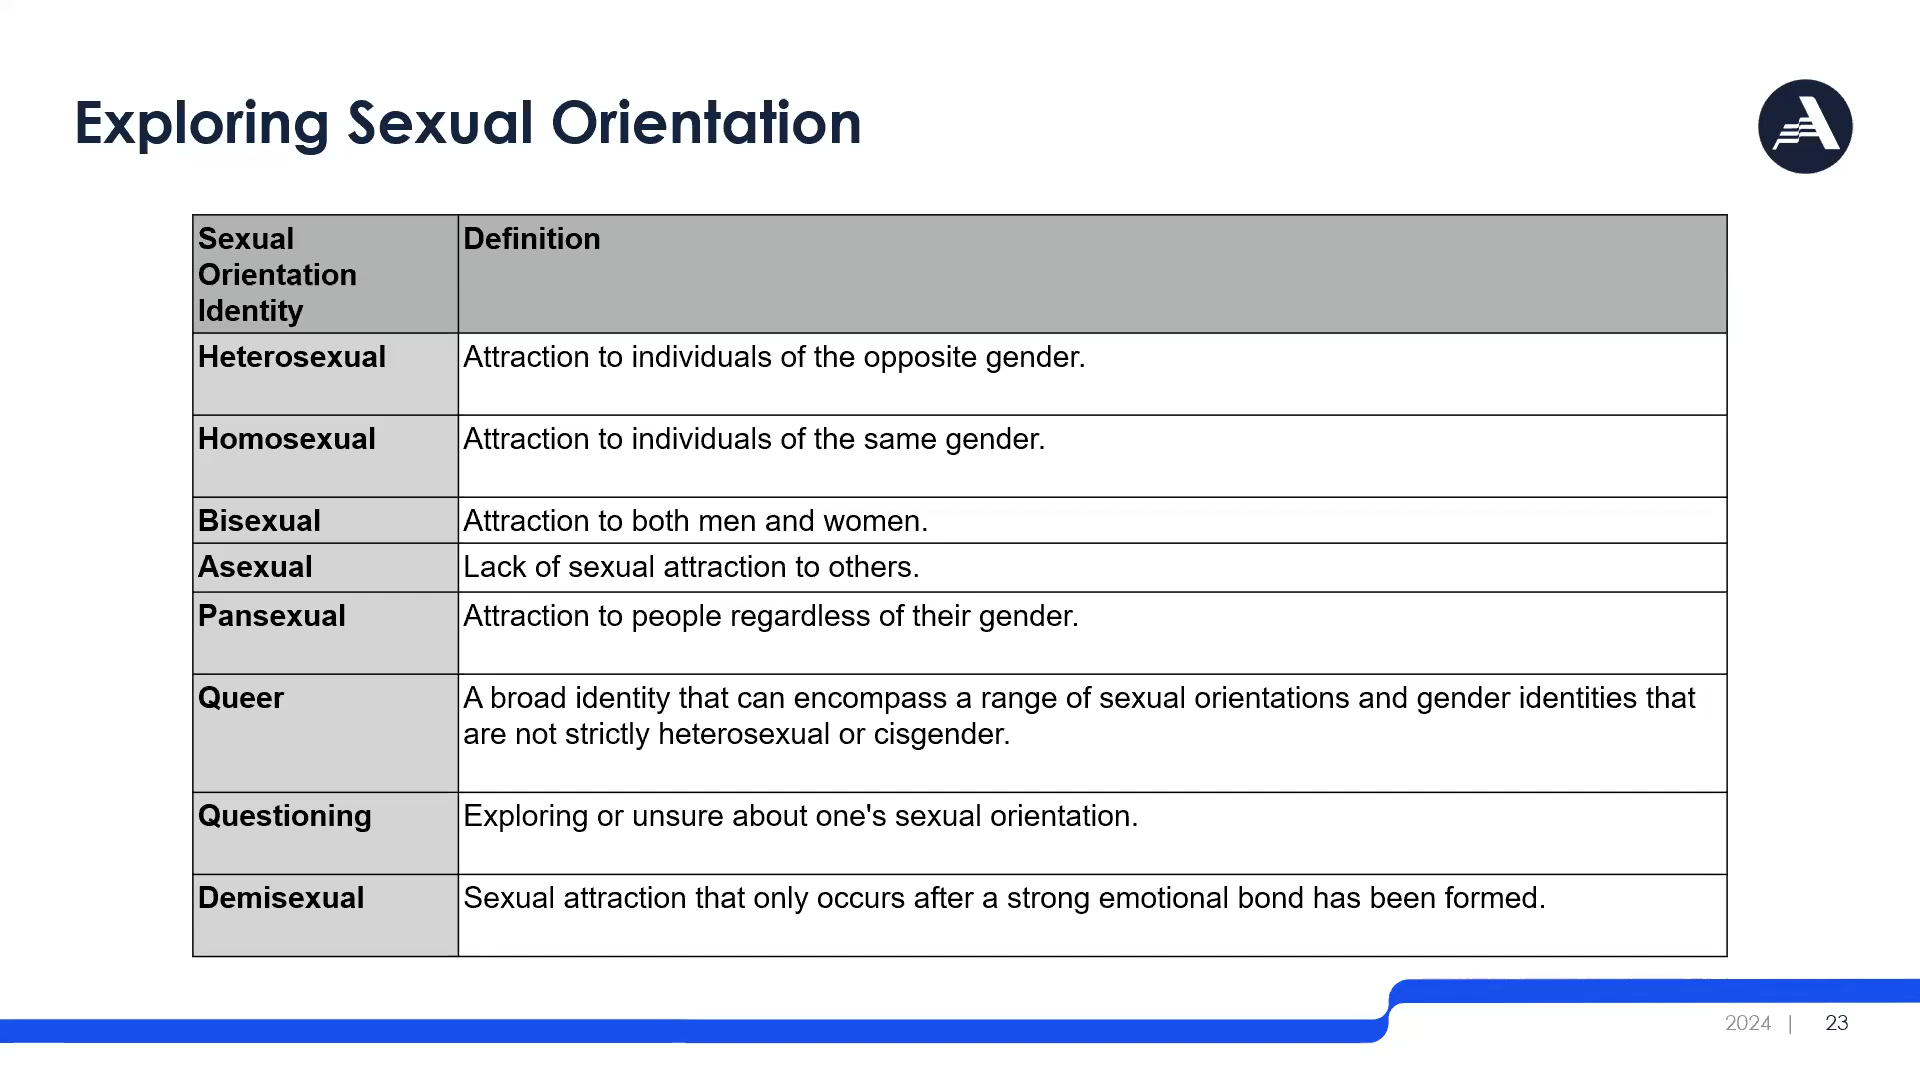 Exploring Sexual Orientation
Sexual
Orientation
Identity
Definition
Heterosexual
Attraction to individuals of the opposite gender.
Homosexual
Attraction to individuals of the same gender.
Bisexual
Attraction to both men and women.
Asexual
Lack of sexual attraction to others.
Pansexual
Attraction to people regardless of their gender.
Queer
A broad identity that can encompass a range of sexual orientations and gender identities that
are not strictly heterosexual or cisgender.
Questioning
Exploring or unsure about one's sexual orientation.
Demisexual
Sexual attraction that only occurs after a strong emotional bond has been formed.
2024 | 23